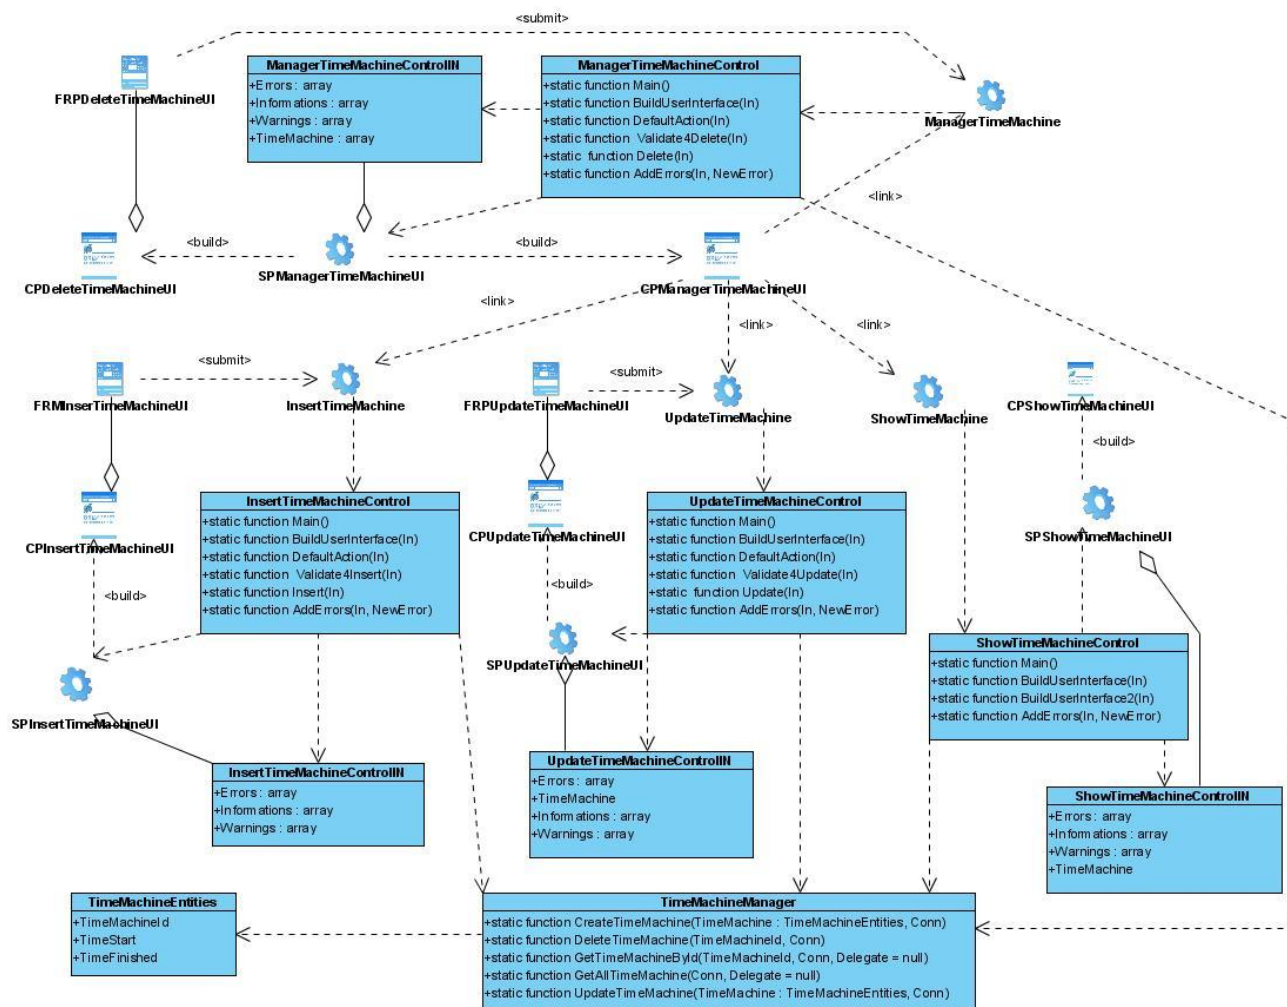 <submit>
FRPDeleteTimeMachineUI
ManagerTimeMachineControlIN
+Errors : array
+Informations : array
+Warnings : array
+TimeMachine : array
ManagerTimeMachineControl
+static function Main()
+static function BuildUserInterface(In)
+static function DefaultAction(In)
+static function Validate4Delete(In)
+static function Delete(In)
+static function AddErrors(In, NewError)
ManagerTimeMachine
<link>
<build>
<build>
CPDeleteTimeMachineUI
SPManagerTimeMachineUI
CPManagerTimeMachineUI
<link>
<link>
<link>
<submit>
<submit>
FRMInserTimeMachineUI
InsertTimeMachine
FRPUpdateTimeMachineUI
UpdateTimeMachine
ShowTimeMachine
CPShowTimeMachineUI
<build>
CPInsertTimeMachineUI
InsertTimeMachineControl
+static function Main()
+static function BuildUserInterface(In)
+static function DefaultAction(In)
+static function Validate4Insert(In)
+static function Insert(In)
+static function AddErrors(In, NewError)
CPUpdateTimeMachineUI
UpdateTimeMachineControl
+static function Main()
+static function BuildUserInterface(In)
+static function DefaultAction(In)
+static function Validate4Update(In)
+static function Update(In)
+static function AddErrors(In, NewError)
SPShowTimeMachineUI
<build>
<build>
SPInsertTimeMachineUI
SPUpdateTimeMachineUI
ShowTimeMachineControl
+static function Main()
+static function BuildUserInterface(In)
+static function BuildUserInterface2(In)
+static function AddErrors(In, NewError)
InsertTimeMachineControlIN
+Errors : array
+Informations : array
+Warnings : array
UpdateTimeMachineControlIN
+Errors : array
+TimeMachine
+Informations : array
+Warnings : array
ShowTimeMachineControlIN
+Errors : array
+Informations : array
+Warnings : array
+TimeMachine
TimeMachineEntities
+TimeMachineId
+TimeStart
+TimeFinished
TimeMachineManager
+static function CreateTimeMachine(TimeMachine : TimeMachineEntities, Conn)
+static function DeleteTimeMachine(TimeMachineId, Conn)
+static function GetTimeMachineById(TimeMachineId, Conn, Delegate = null)
+static function GetAllTimeMachine(Conn, Delegate = null)
+static function UpdateTimeMachine(TimeMachine : TimeMachineEntities, Conn)